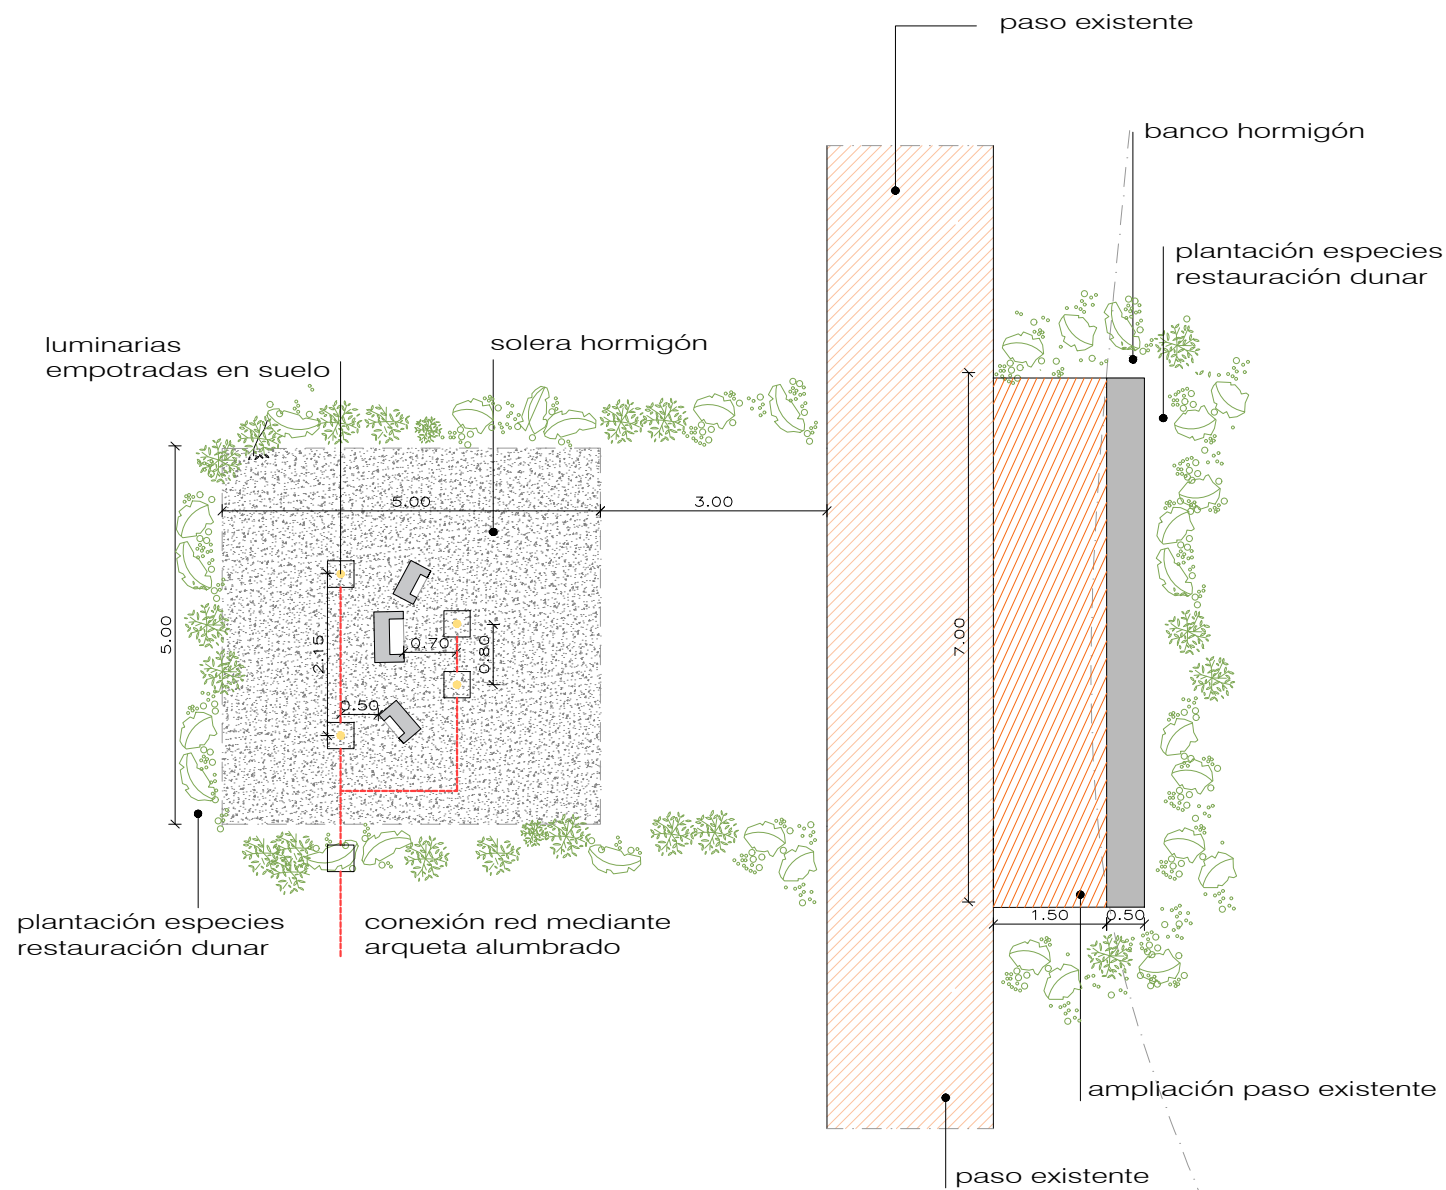 paso existente
banco hormigón
plantación especies
restauración dunar
luminarias
empotradas en suelo
solera hormigón
5.00
3.00
5.00
2.15
0.70
0.80
0.50
7.00
1.50
0.50
plantación especies
restauración dunar
conexión red mediante
arqueta alumbrado
ampliación paso existente
paso existente